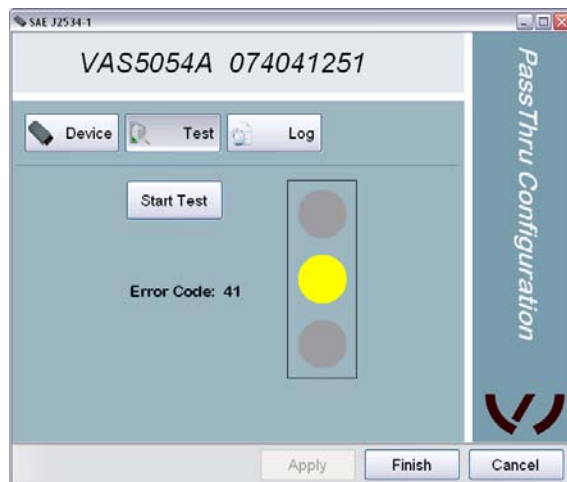 SAE J2534-1
VAS5054A 074041251
Device
Test
Log
Start Test
Error Code: 41
PassThru Configuration
Apply
Finish
Cancel